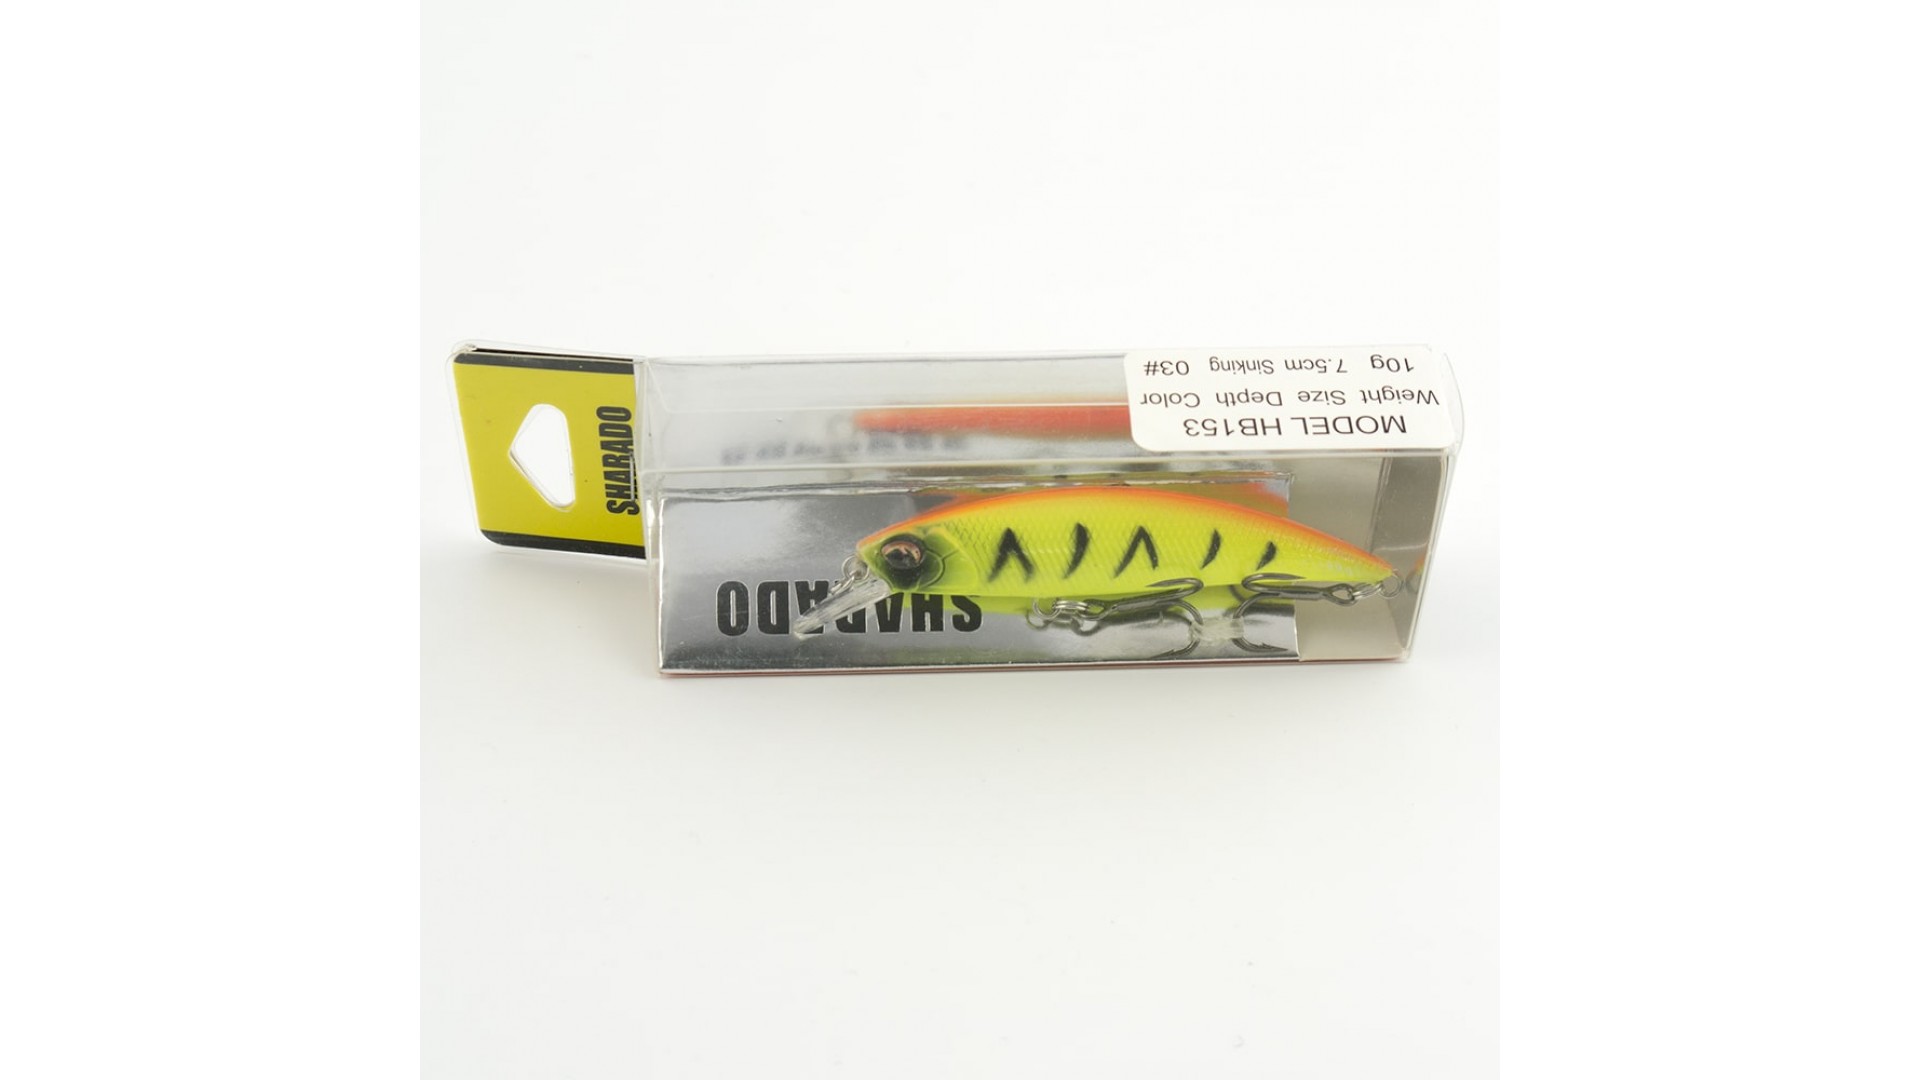 SHARADO
MODEL HB153
Weight Size Depth Color
10g 7.5cm Sinking 03#
SHARADO